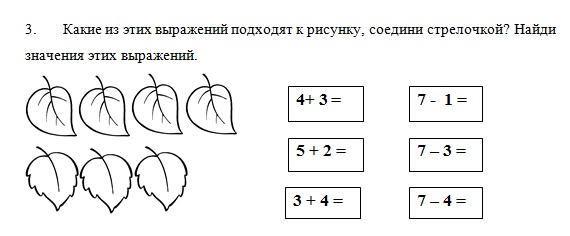 3. Какие из этих выражений подходят к рисунку, соедини стрелочкой? Найди
значения этих выражений.
4+ 3 = 7 - 1 =
5 + 2 = 7 – 3 =
3 + 4 = 7 – 4 =